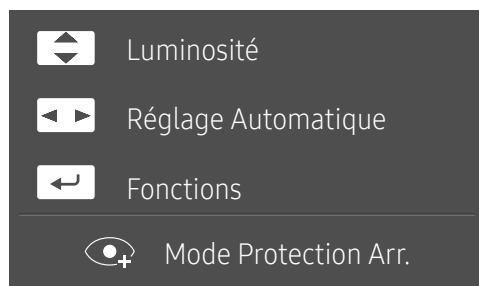 Luminosité
Réglage Automatique
Fonctions
Mode Protection Arr.